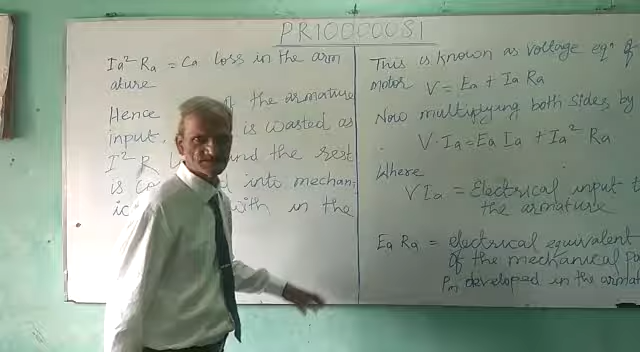 PR10000081
Ia² Ra = Ca loss in the arm
ature
Hence of the armature
input, is wasted as
I² R and the rest
is into mechan-
ic with in the
This is known as voltage eqn of
motor V = Ea + Ia Ra
Now multiplying both sides by
V·Ia = Ea Ia + Ia² Ra
Where
V Ia = Electrical input t
the armature
Ea Ra = electrical equivalent
of the mechanical Po
Pm developed in the armat